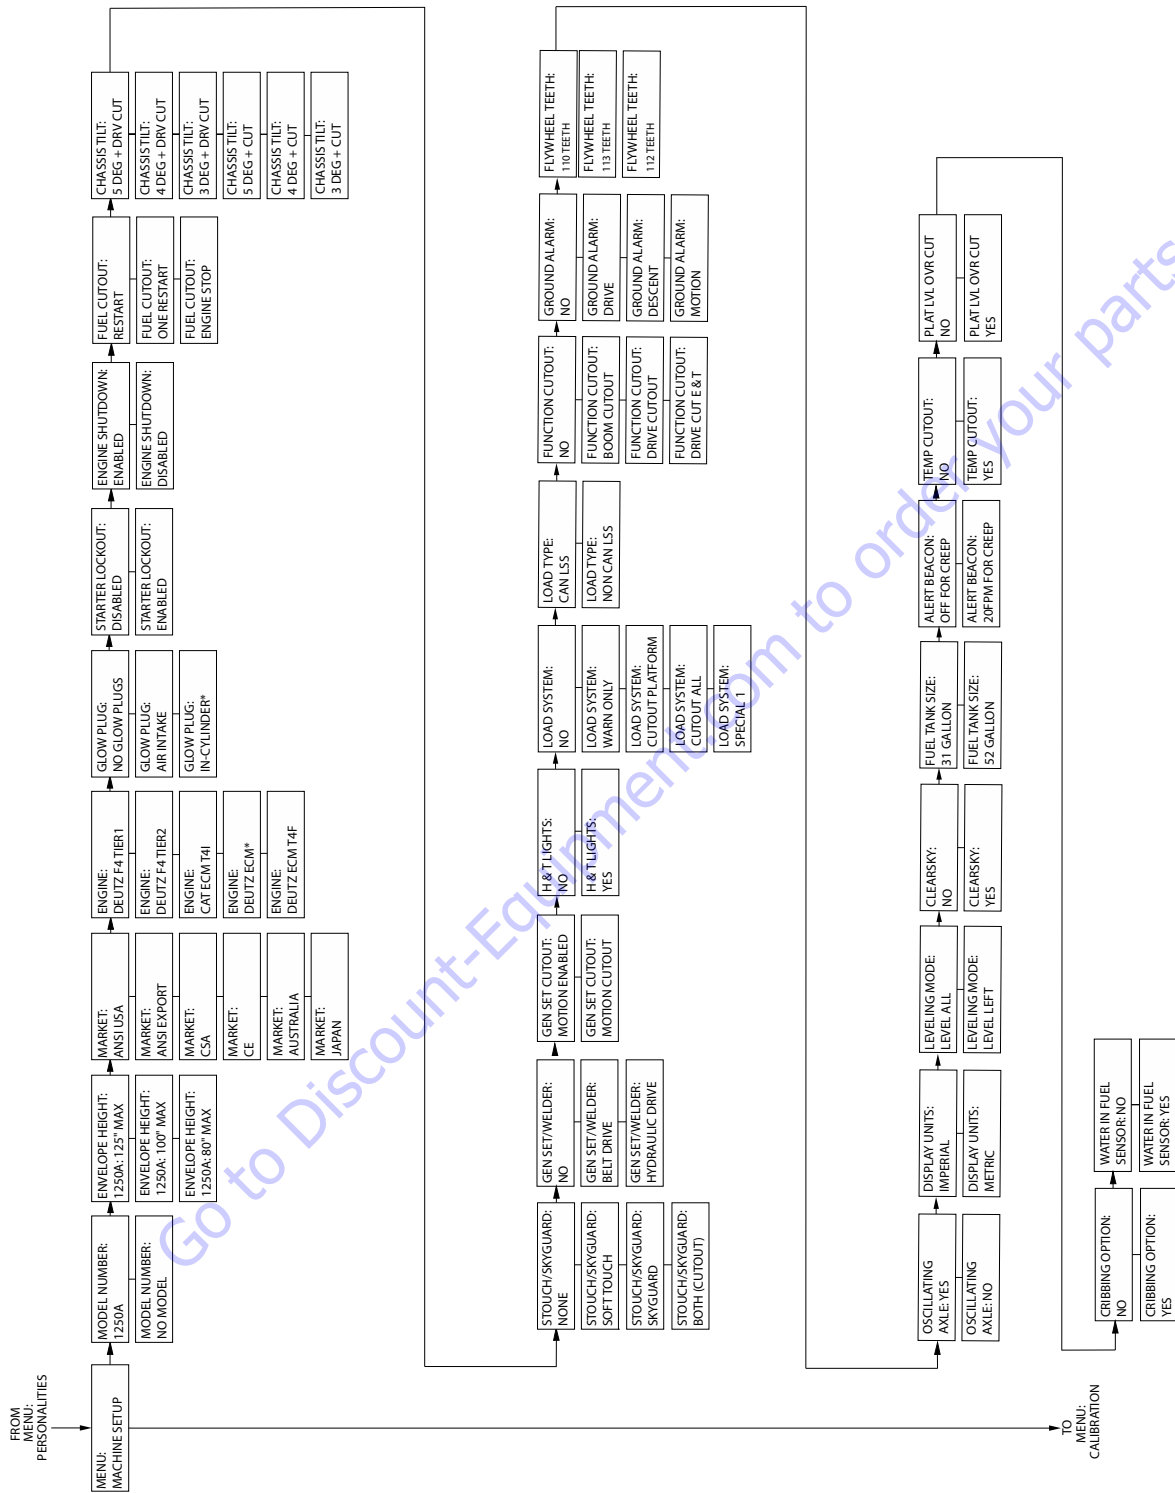 FROM
MENU:
PERSONALITIES
MENU:
MACHINE SETUP
MODEL NUMBER:
1250A
MODEL NUMBER:
NO MODEL
ENVELOPE HEIGHT:
1250A: 125" MAX
ENVELOPE HEIGHT:
1250A: 100" MAX
ENVELOPE HEIGHT:
1250A: 80" MAX
MARKET:
ANSI USA
MARKET:
ANSI EXPORT
MARKET:
CSA
MARKET:
CE
MARKET:
AUSTRALIA
MARKET:
JAPAN
ENGINE:
DEUTZ F4 TIER1
ENGINE:
DEUTZ F4 TIER2
ENGINE:
CAT ECM T4I
ENGINE:
DEUTZ ECM*
ENGINE:
DEUTZ ECM T4F
GLOW PLUG:
NO GLOW PLUGS
GLOW PLUG:
AIR INTAKE
GLOW PLUG:
IN-CYLINDER*
STARTER LOCKOUT:
DISABLED
STARTER LOCKOUT:
ENABLED
ENGINE SHUTDOWN:
ENABLED
ENGINE SHUTDOWN:
DISABLED
FUEL CUTOUT:
RESTART
FUEL CUTOUT:
ONE RESTART
FUEL CUTOUT:
ENGINE STOP
CHASSIS TILT:
5 DEG + DRV CUT
CHASSIS TILT:
4 DEG + DRV CUT
CHASSIS TILT:
3 DEG + DRV CUT
CHASSIS TILT:
5 DEG + CUT
CHASSIS TILT:
4 DEG + CUT
CHASSIS TILT:
3 DEG + CUT
STOUCH/SKYGUARD:
NONE
STOUCH/SKYGUARD:
SOFT TOUCH
STOUCH/SKYGUARD:
SKYGUARD
STOUCH/SKYGUARD:
BOTH (CUTOUT)
GEN SET/WELDER:
NO
GEN SET/WELDER:
BELT DRIVE
GEN SET/WELDER:
HYDRAULIC DRIVE
GEN SET CUTOUT:
MOTION ENABLED
GEN SET CUTOUT:
MOTION CUTOUT
H & T LIGHTS:
NO
H & T LIGHTS:
YES
LOAD SYSTEM:
NO
LOAD SYSTEM:
WARN ONLY
LOAD SYSTEM:
CUTOUT PLATFORM
LOAD SYSTEM:
CUTOUT ALL
LOAD SYSTEM:
SPECIAL 1
LOAD TYPE:
CAN LSS
LOAD TYPE:
NON CAN LSS
FUNCTION CUTOUT:
NO
FUNCTION CUTOUT:
BOOM CUTOUT
FUNCTION CUTOUT:
DRIVE CUTOUT
FUNCTION CUTOUT:
DRIVE CUT E & T
GROUND ALARM:
NO
GROUND ALARM:
DRIVE
GROUND ALARM:
DESCENT
GROUND ALARM:
MOTION
FLYWHEEL TEETH:
110 TEETH
FLYWHEEL TEETH:
113 TEETH
FLYWHEEL TEETH:
112 TEETH
OSCILLATING
AXLE: YES
OSCILLATING
AXLE: NO
DISPLAY UNITS:
IMPERIAL
DISPLAY UNITS:
METRIC
LEVELING MODE:
LEVEL ALL
LEVELING MODE:
LEVEL LEFT
CLEARSKY:
NO
CLEARSKY:
YES
FUEL TANK SIZE:
31 GALLON
FUEL TANK SIZE:
52 GALLON
ALERT BEACON:
OFF FOR CREEP
ALERT BEACON:
20FPM FOR CREEP
TEMP CUTOUT:
NO
TEMP CUTOUT:
YES
PLAT LVL OVR CUT
NO
PLAT LVL OVR CUT
YES
CRIBBING OPTION:
NO
CRIBBING OPTION:
YES
WATER IN FUEL
SENSOR: NO
WATER IN FUEL
SENSOR: YES
TO
MENU:
CALIBRATION
Go to Discount-Equipment.com to order your parts